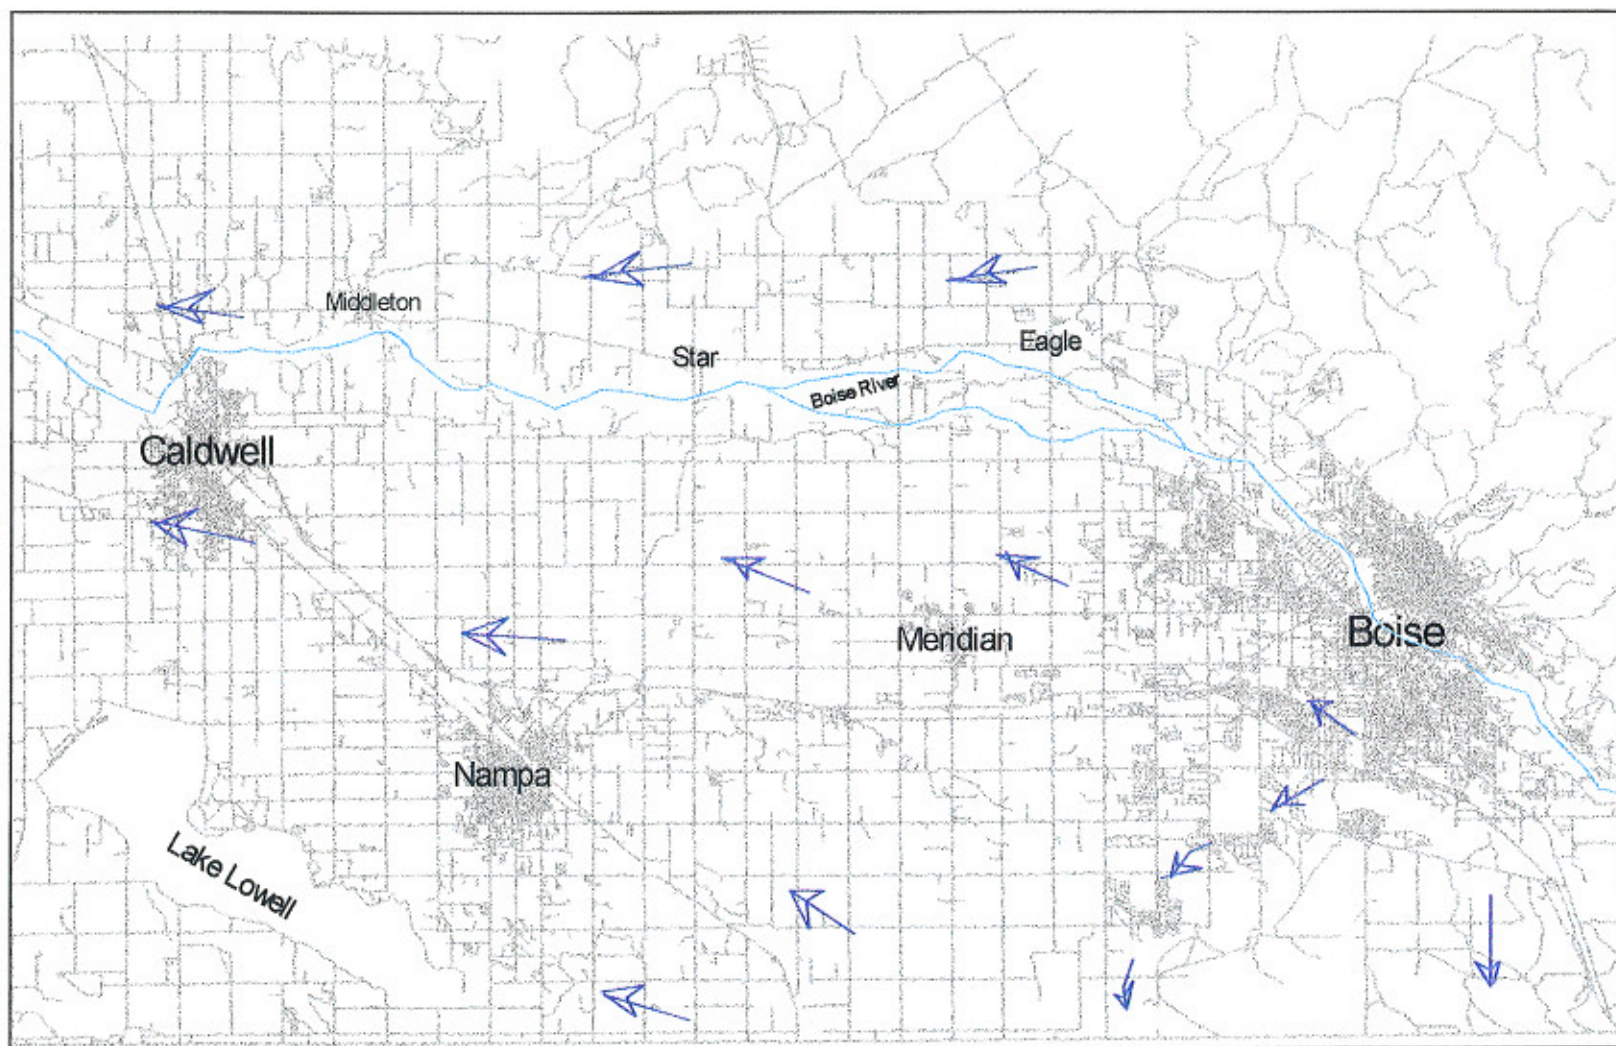 Middleton
Star
Eagle
Boise River
Caldwell
Meridian
Boise
Nampa
Lake Lowell